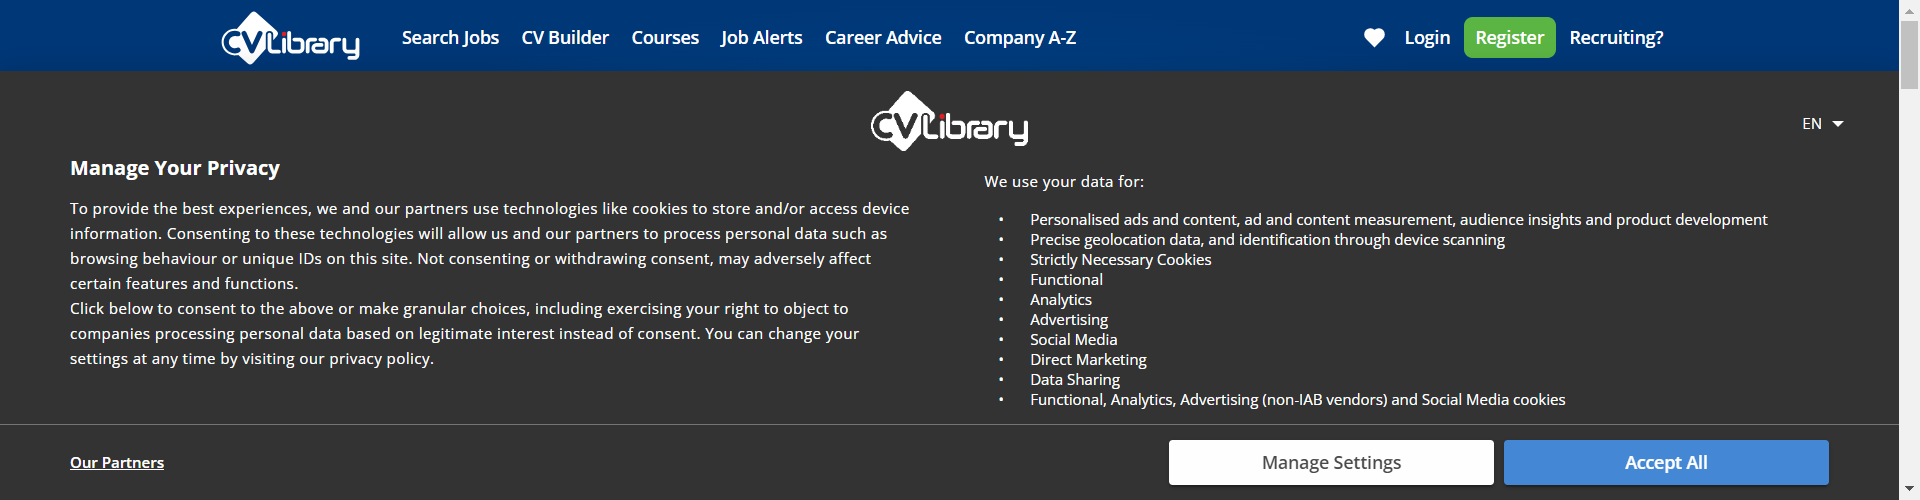 CVLibrary
Search Jobs
CV Builder
Courses
Job Alerts
Career Advice
Company A-Z
Login
Register
Recruiting?
CVLibrary
EN
Manage Your Privacy
To provide the best experiences, we and our partners use technologies like cookies to store and/or access device
information. Consenting to these technologies will allow us and our partners to process personal data such as
browsing behaviour or unique IDs on this site. Not consenting or withdrawing consent, may adversely affect
certain features and functions.
Click below to consent to the above or make granular choices, including exercising your right to object to
companies processing personal data based on legitimate interest instead of consent. You can change your
settings at any time by visiting our privacy policy.
We use your data for:
• Personalised ads and content, ad and content measurement, audience insights and product development
• Precise geolocation data, and identification through device scanning
• Strictly Necessary Cookies
• Functional
• Analytics
• Advertising
• Social Media
• Direct Marketing
• Data Sharing
• Functional, Analytics, Advertising (non-IAB vendors) and Social Media cookies
Our Partners
Manage Settings
Accept All